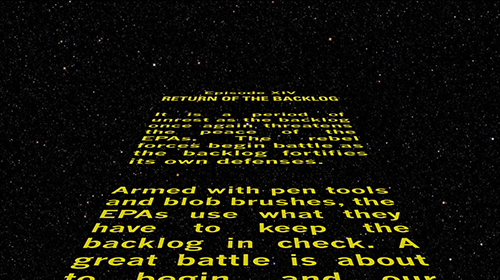 Episode XIV
RETURN OF THE BACKLOG
It is a period of
unrest as the backlog
once again threatens
the peace of the
EPAs. The rebel
forces begin battle as
the backlog fortifies
its own defenses.
Armed with pen tools
and blob brushes, the
EPAs use what they
have to keep the
backlog in check. A
great battle is about
to begin and our